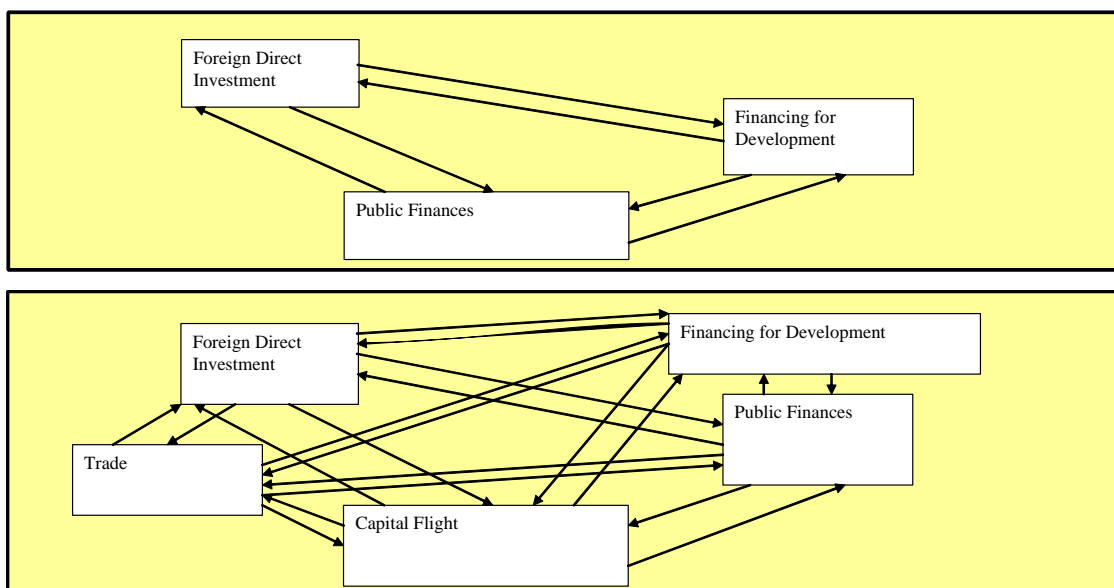 Foreign Direct
Investment
Financing for
Development
Public Finances
Foreign Direct
Investment
Financing for Development
Public Finances
Trade
Capital Flight